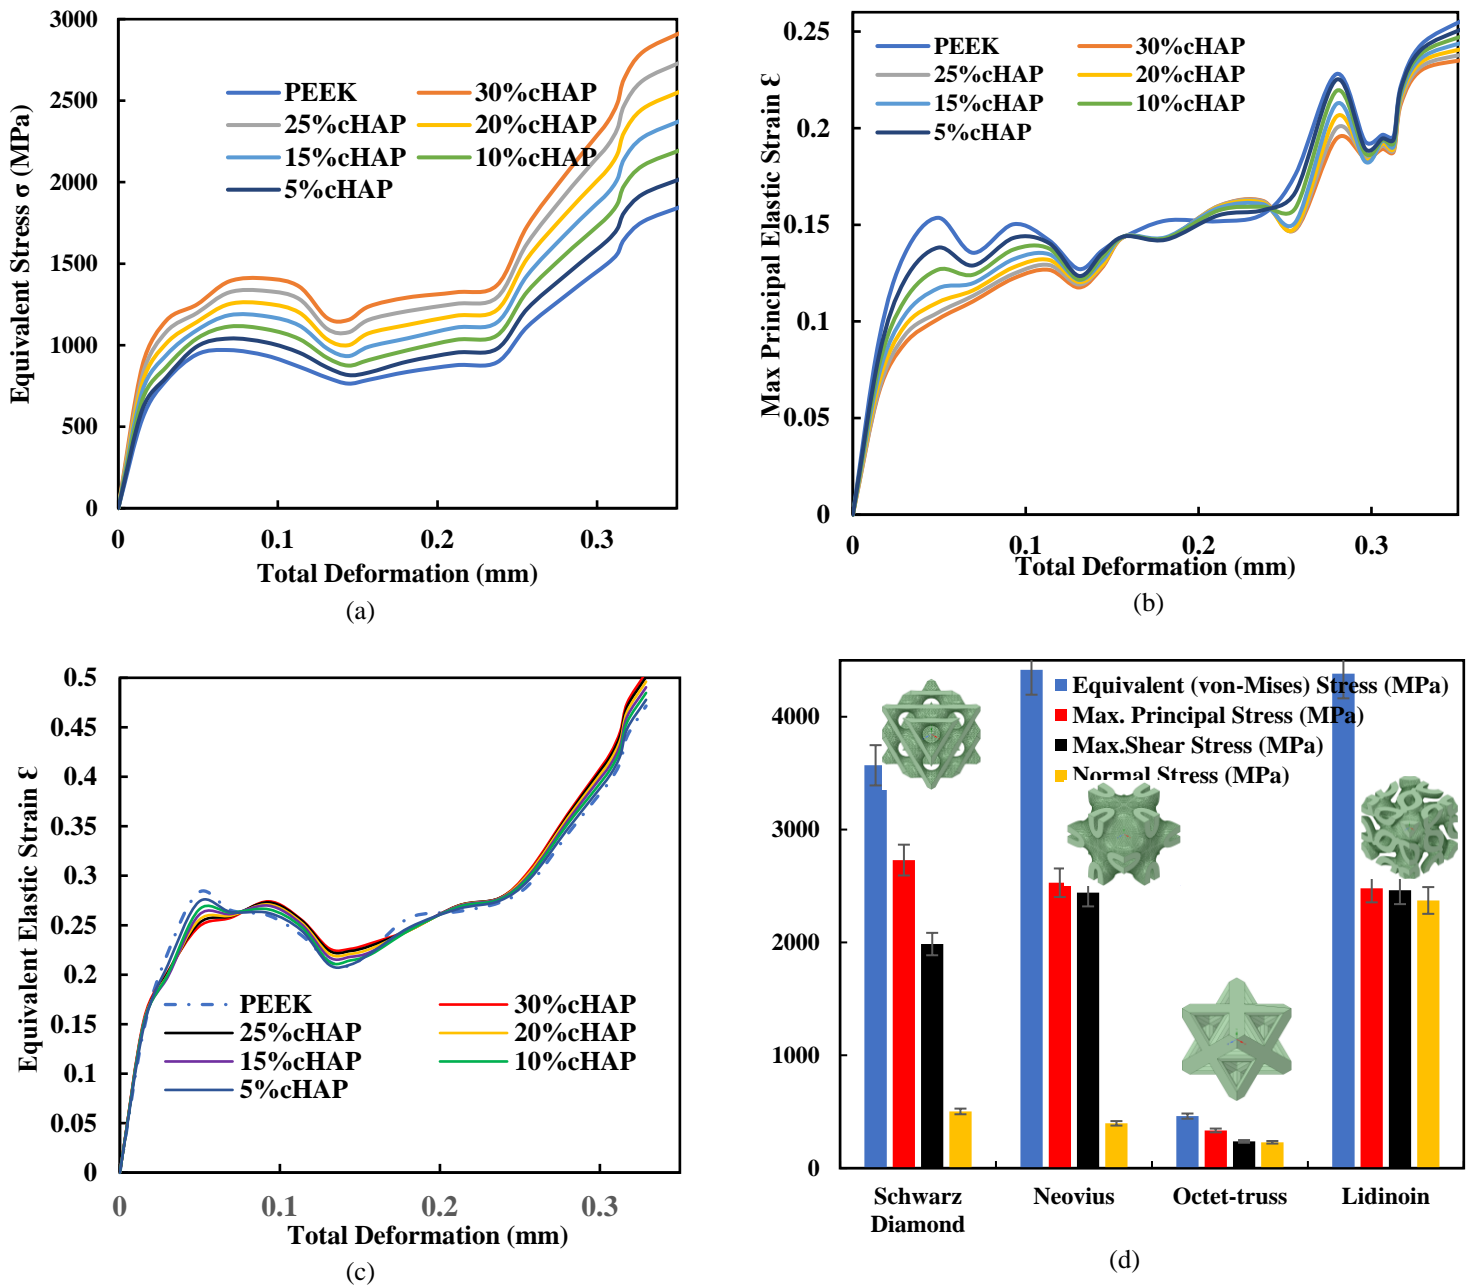 3000
2500
2000
1500
1000
500
0
Equivalent Stress σ (MPa)
PEEK
30%cHAP
25%cHAP
20%cHAP
15%cHAP
10%cHAP
5%cHAP
0
0.1
0.2
0.3
Total Deformation (mm)
(a)
0.25
0.2
0.15
0.1
0.05
0
Max Principal Elastic Strain Ɛ
PEEK
30%cHAP
25%cHAP
20%cHAP
15%cHAP
10%cHAP
5%cHAP
0
0.1
0.2
0.3
Total Deformation (mm)
(b)
0.5
0.45
0.4
0.35
0.3
0.25
0.2
0.15
0.1
0.05
0
Equivalent Elastic Strain Ɛ
PEEK
30%cHAP
25%cHAP
20%cHAP
15%cHAP
10%cHAP
5%cHAP
0
0.1
0.2
0.3
Total Deformation (mm)
(c)
4000
3000
2000
1000
0
Equivalent (von-Mises) Stress (MPa)
Max. Principal Stress (MPa)
Max.Shear Stress (MPa)
Normal Stress (MPa)
Schwarz
Diamond
Neovius
Octet-truss
Lidinoin
(d)